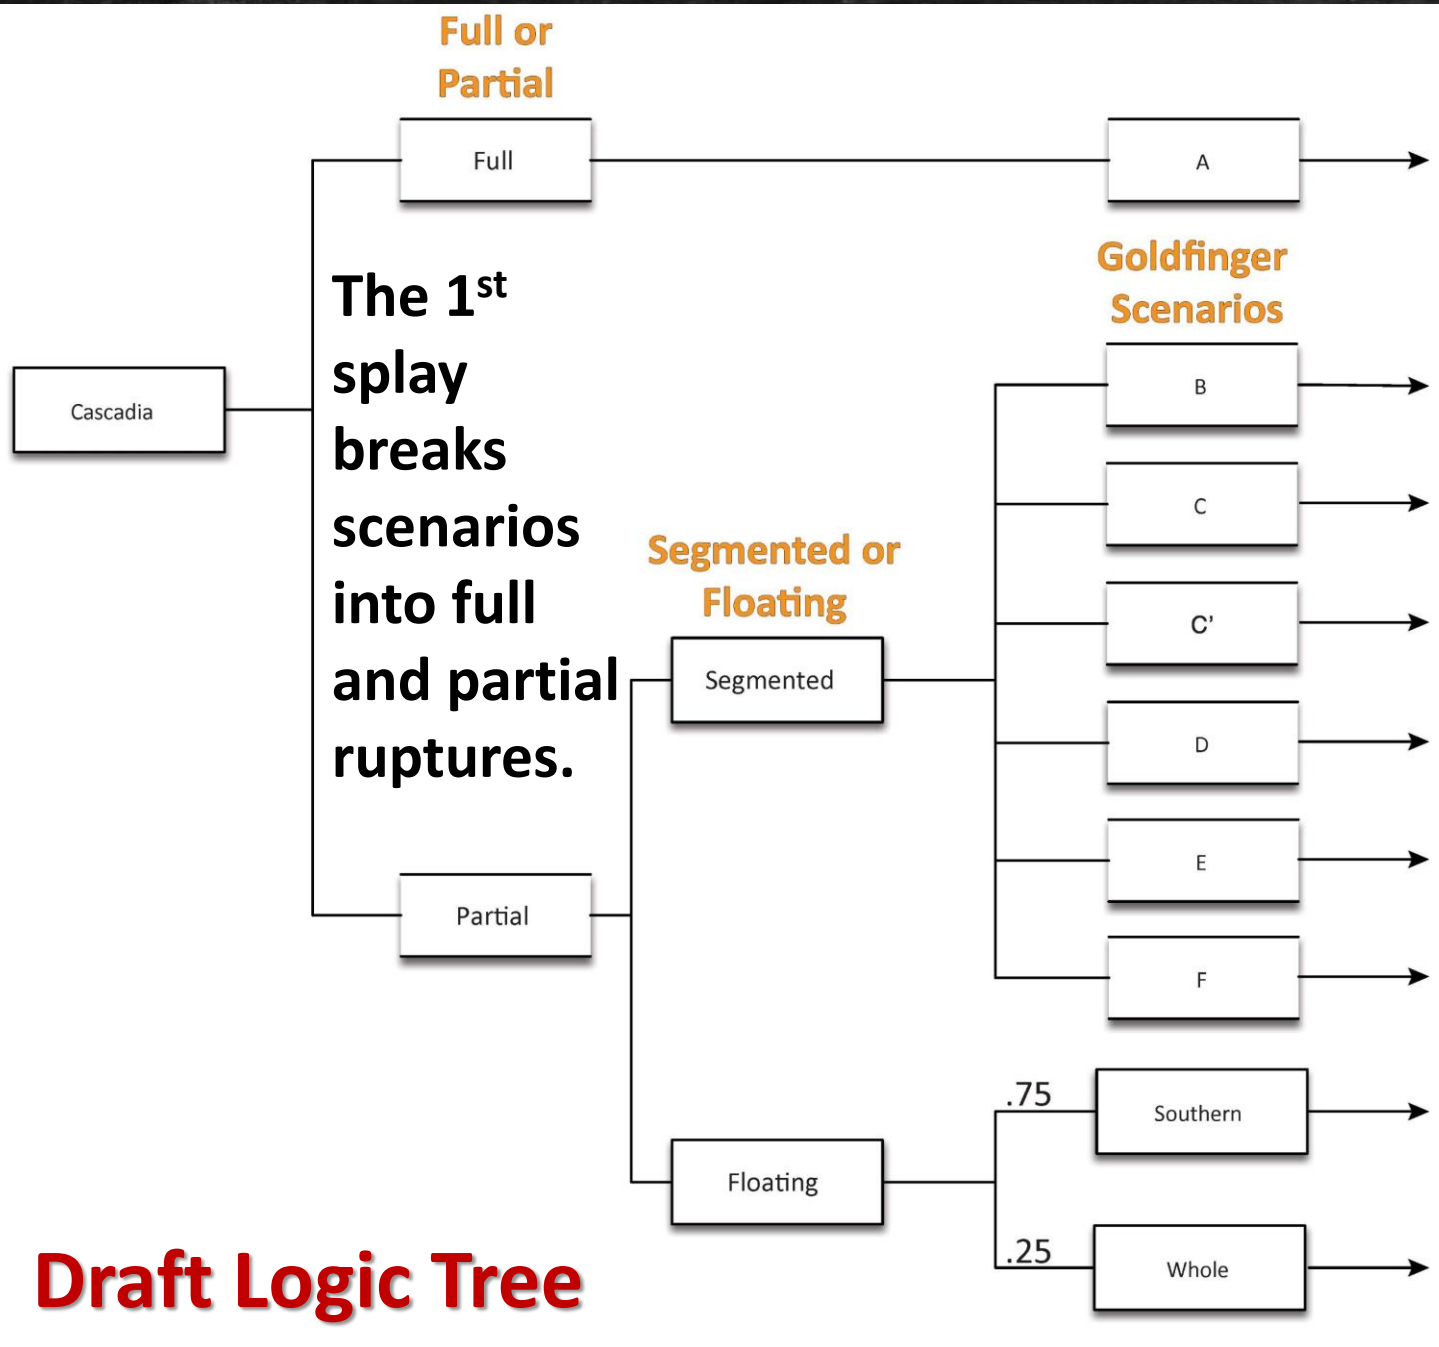 Full or
Partial
Full
A
Goldfinger
Scenarios
The 1st
splay
breaks
scenarios
into full
and partial
ruptures.
Cascadia
B
C
Segmented or
Floating
C'
Segmented
D
E
Partial
F
.75
Southern
Floating
.25
Whole
Draft Logic Tree